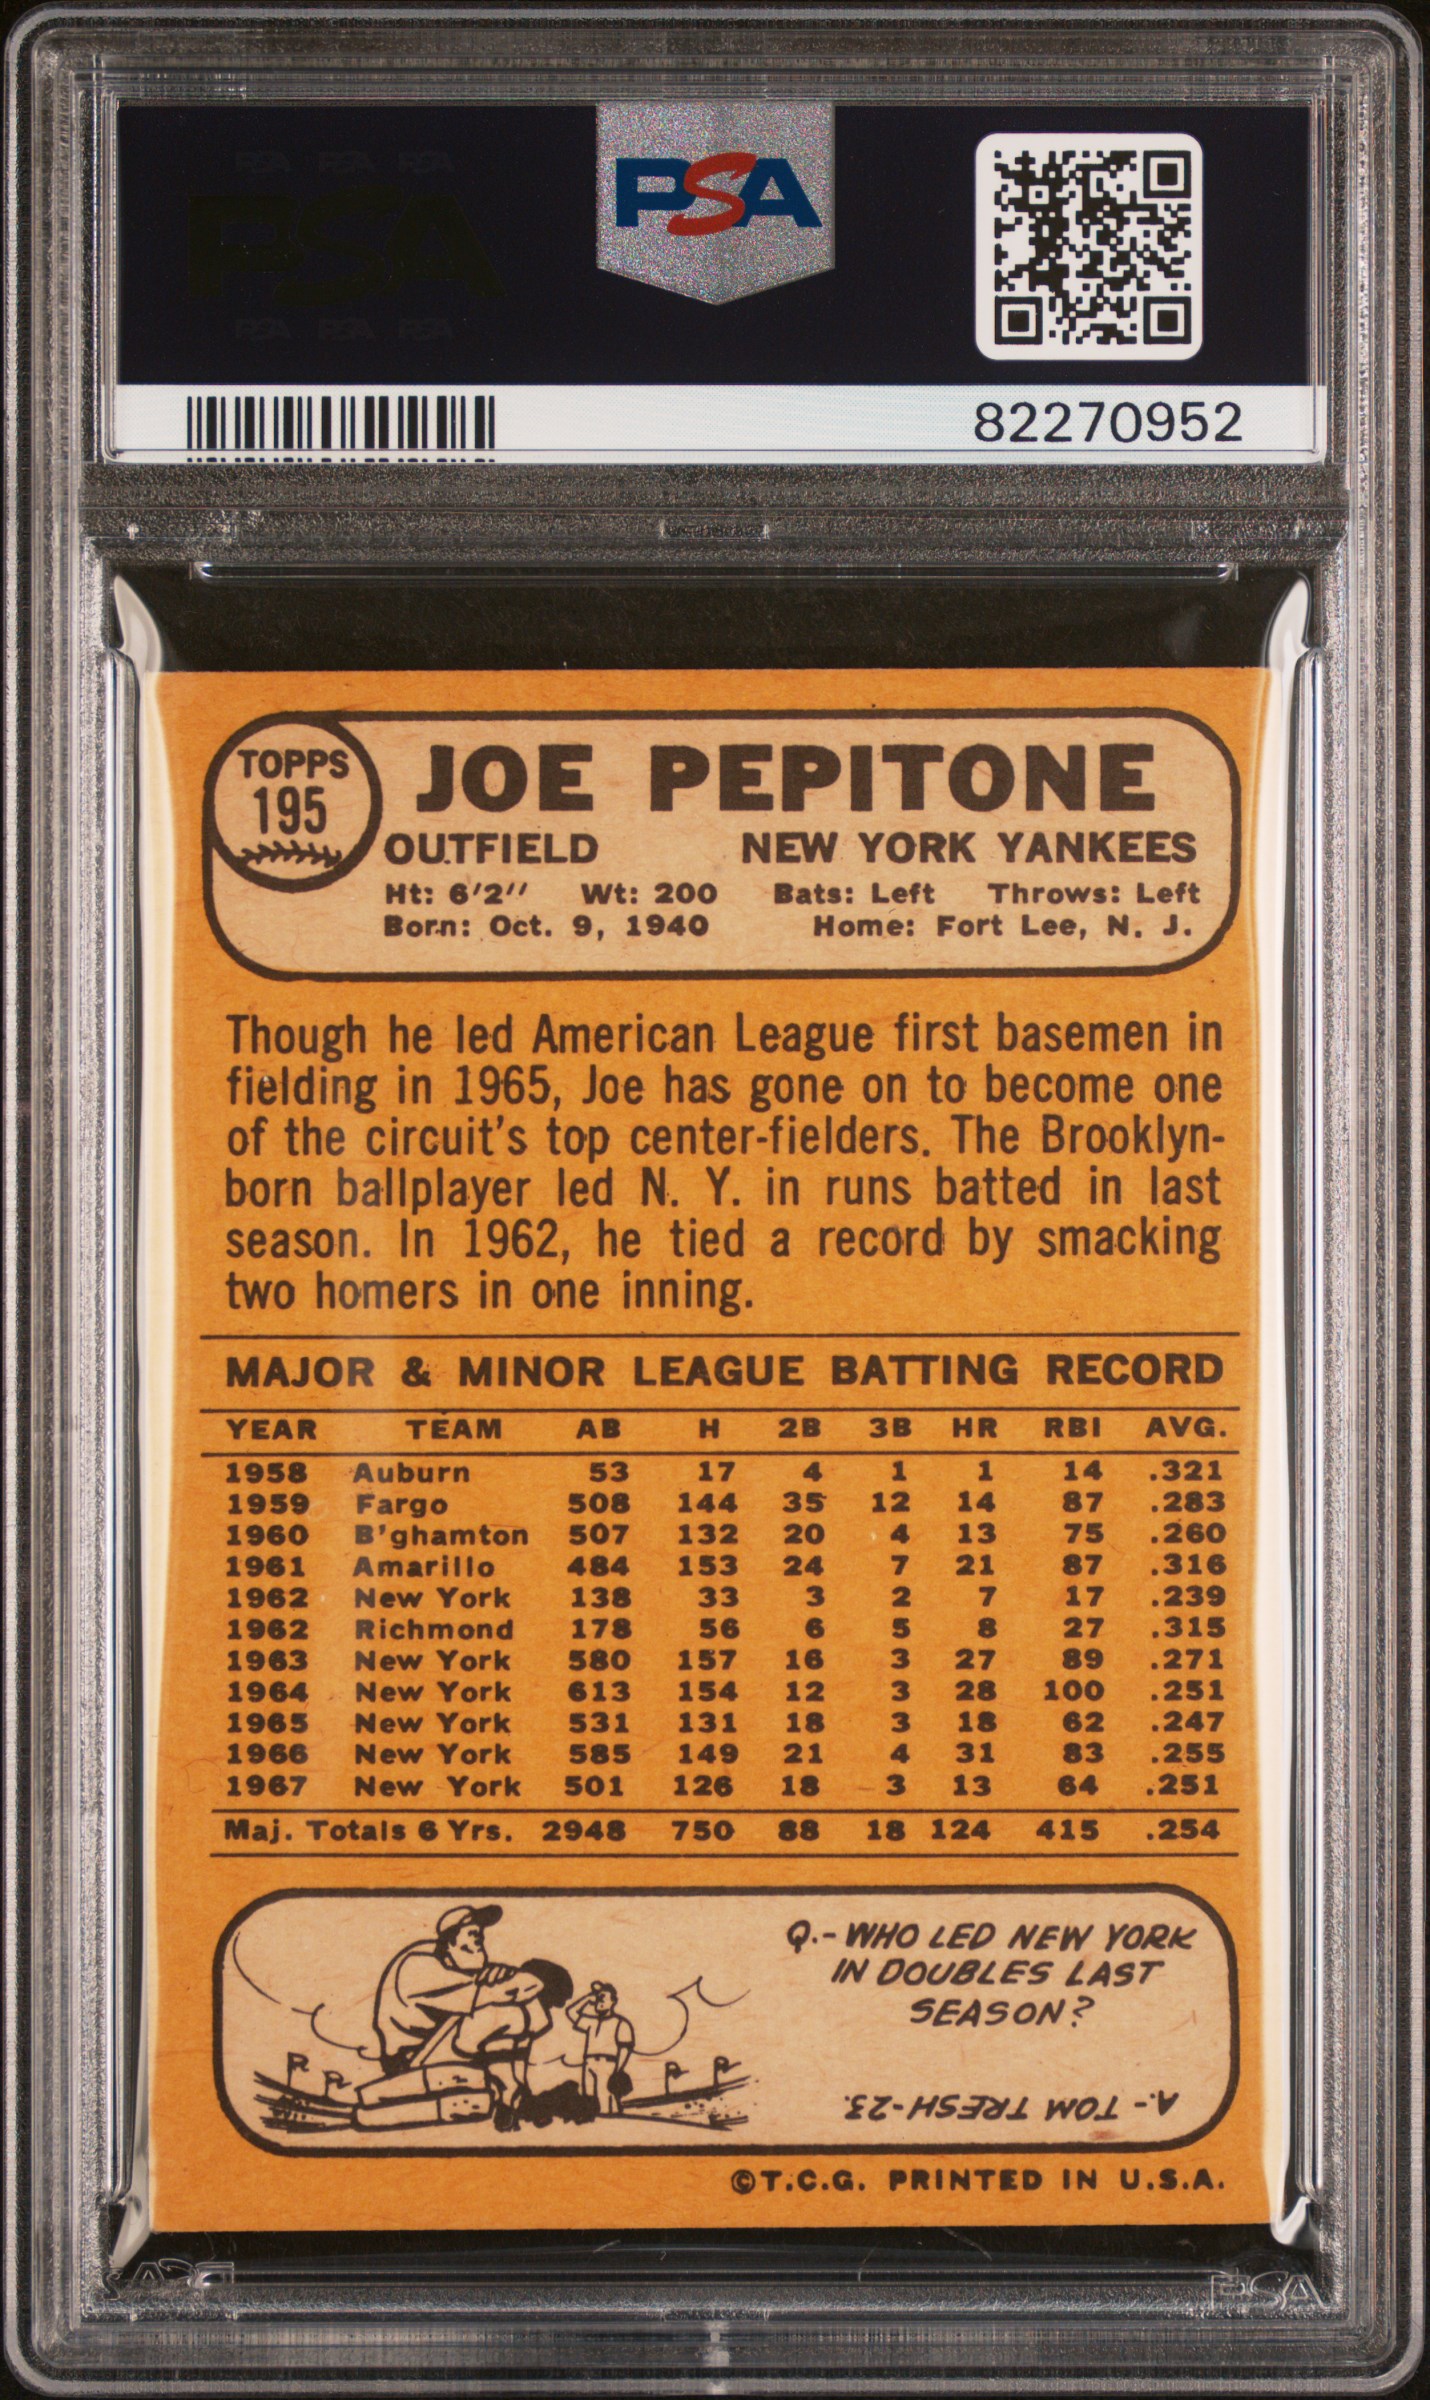 PSA PSA PSA
PSA
PSA PSA PSA
PSA
82270952
TOPPS
195
JOE PEPITONE
OUTFIELD NEW YORK YANKEES
Ht: 6'2" Wt: 200 Bats: Left Throws: Left
Born: Oct. 9, 1940 Home: Fort Lee, N. J.
Though he led American League first basemen in
fielding in 1965, Joe has gone on to become one
of the circuit's top center-fielders. The Brooklyn-
born ballplayer led N. Y. in runs batted in last
season. In 1962, he tied a record by smacking
two homers in one inning.
MAJOR & MINOR LEAGUE BATTING RECORD
YEAR TEAM AB H 2B 3B HR RBI AVG.
1958 Auburn 53 17 4 1 1 14 .321
1959 Fargo 508 144 35 12 14 87 .283
1960 B'ghamton 507 132 20 4 13 75 .260
1961 Amarillo 484 153 24 7 21 87 .316
1962 New York 138 33 3 2 7 17 .239
1962 Richmond 178 56 6 5 8 27 .315
1963 New York 580 157 16 3 27 89 .271
1964 New York 613 154 12 3 28 100 .251
1965 New York 531 131 18 3 18 62 .247
1966 New York 585 149 21 4 31 83 .255
1967 New York 501 126 18 3 13 64 .251
Maj. Totals 6 Yrs. 2948 750 88 18 124 415 .254
Q.- WHO LED NEW YORK
IN DOUBLES LAST
SEASON?
A.- TOM TRESH-23.
©T.C.G. PRINTED IN U.S.A.
PSA
PSA